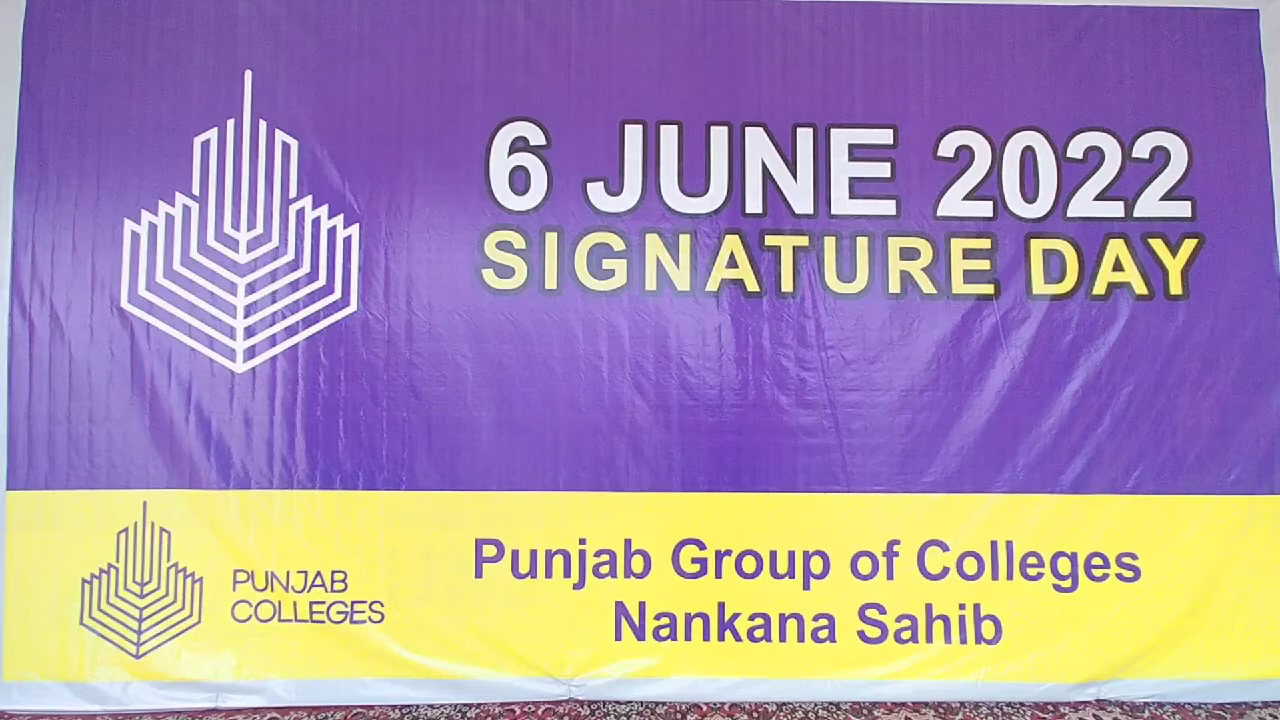 6 JUNE 2022
SIGNATURE DAY
PUNJAB
COLLEGES
Punjab Group of Colleges
Nankana Sahib